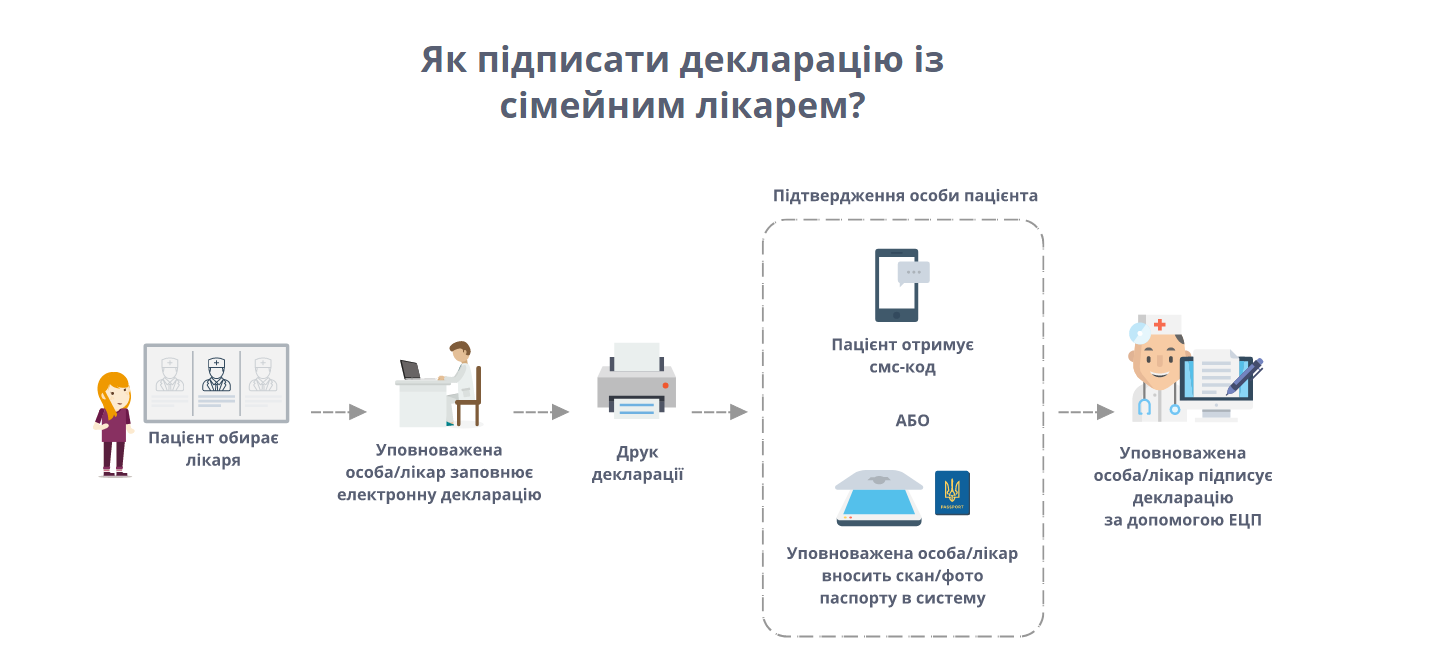 Як підписати декларацію із
сімейним лікарем?
Пацієнт обирає
лікаря
Уповноважена
особа/лікар заповнює
електронну декларацію
Друк
декларації
Підтвердження особи пацієнта
Пацієнт отримує
смс-код
АБО
PASSPORT
Уповноважена особа/лікар
вносить скан/фото
паспорту в систему
Уповноважена
особа/лікар підписує
декларацію
за допомогою ЕЦП